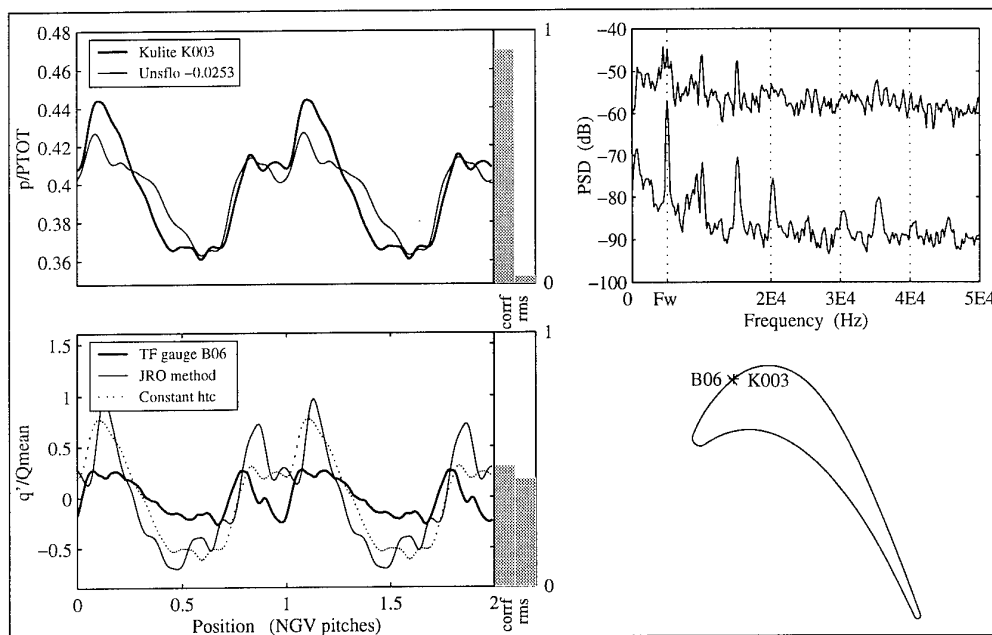 0.48
0.46
0.44
0.42
0.4
0.38
0.36
p/PTOT
Kulite K003
Unsflo −0.0253
1
0
corrf
rms
−40
−50
−60
−70
−80
−90
−100
PSD (dB)
0 Fw 2E4 3E4 4E4 5E4
Frequency (Hz)
1.5
1
0.5
0
−0.5
q'/Qmean
TF gauge B06
JRO method
Constant htc
1
0
corrf
rms
0 0.5 1 1.5 2
Position (NGV pitches)
B06 K003